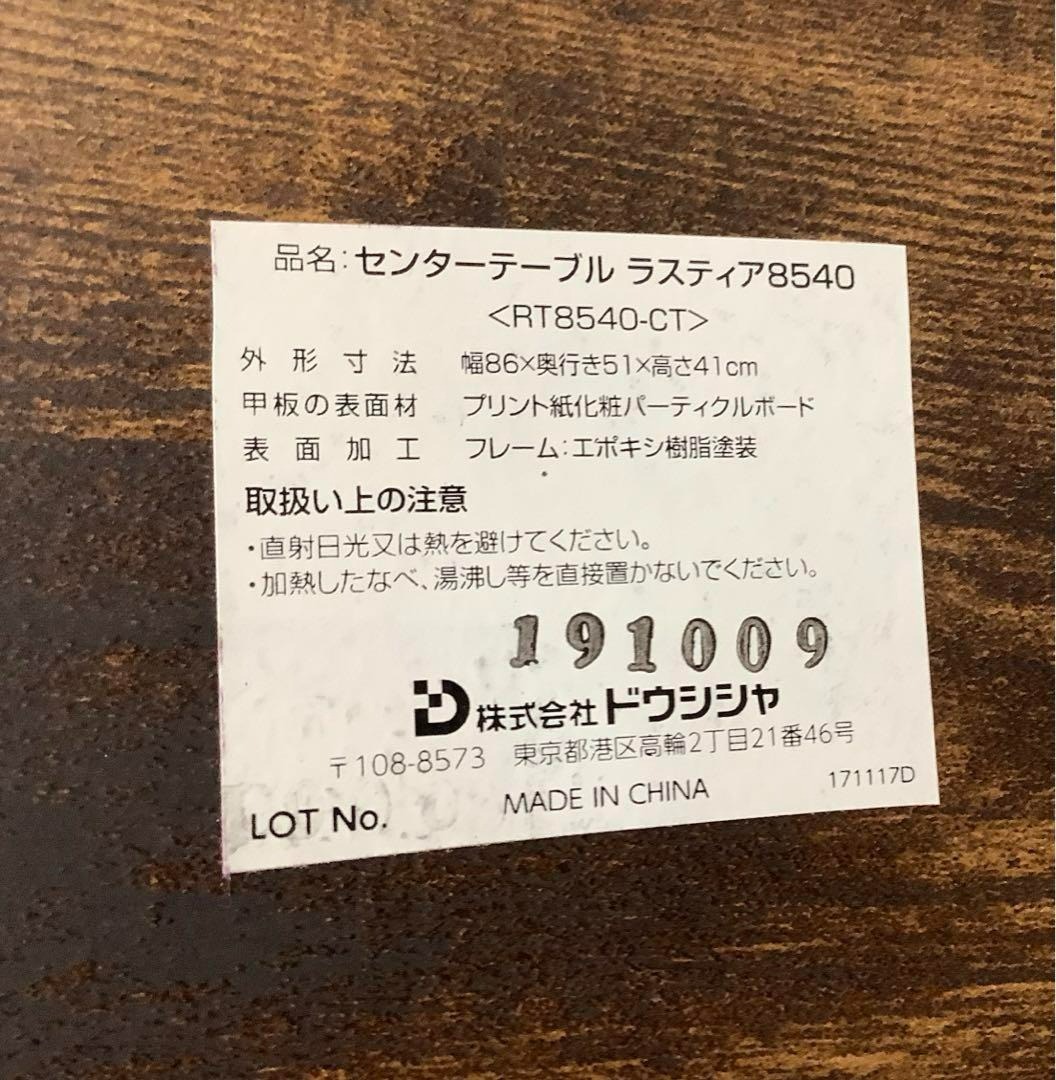 品名:センターテーブル ラスティア8540
<RT8540-CT>
外形寸法 幅86×奥行き51×高さ41cm
甲板の表面材 プリント紙化粧パーティクルボード
表面加工 フレーム:エポキシ樹脂塗装
取扱い上の注意
・直射日光又は熱を避けてください。
・加熱したなべ、湯沸し等を直接置かないでください。
191009
株式会社ドウシシャ
〒108-8573 東京都港区高輪2丁目21番46号
MADE IN CHINA 171117D
LOT No.